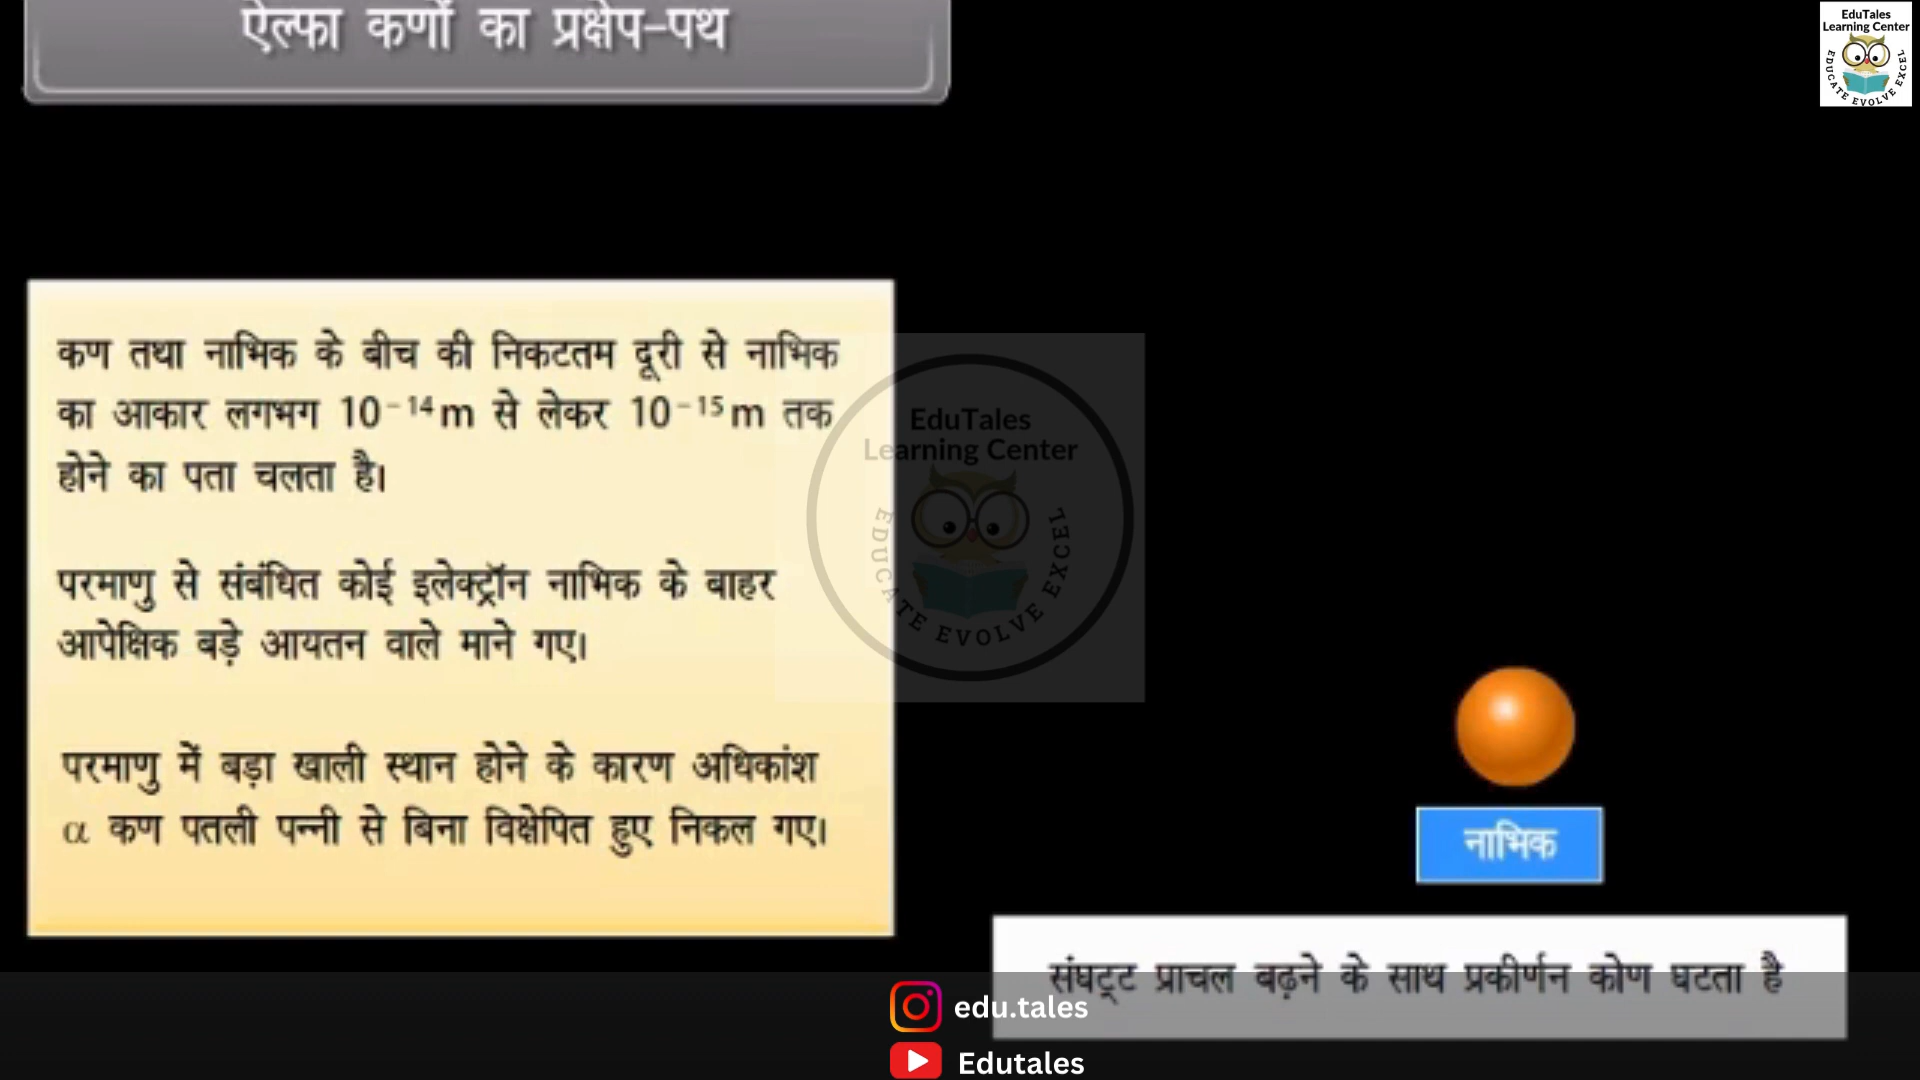 ऐल्फा कणों का प्रक्षेप-पथ
EduTales
Learning Center
EDUCATE EVOLVE EXCEL
कण तथा नाभिक के बीच की निकटतम दूरी से नाभिक
का आकार लगभग 10⁻¹⁴m से लेकर 10⁻¹⁵m तक
होने का पता चलता है।
परमाणु से संबंधित कोई इलेक्ट्रॉन नाभिक के बाहर
आपेक्षिक बड़े आयतन वाले माने गए।
परमाणु में बड़ा खाली स्थान होने के कारण अधिकांश
α कण पतली पन्नी से बिना विक्षेपित हुए निकल गए।
EduTales
Learning Center
EDUCATE EVOLVE EXCEL
नाभिक
संघट्ट प्राचल बढ़ने के साथ प्रकीर्णन कोण घटता है
edu.tales
Edutales